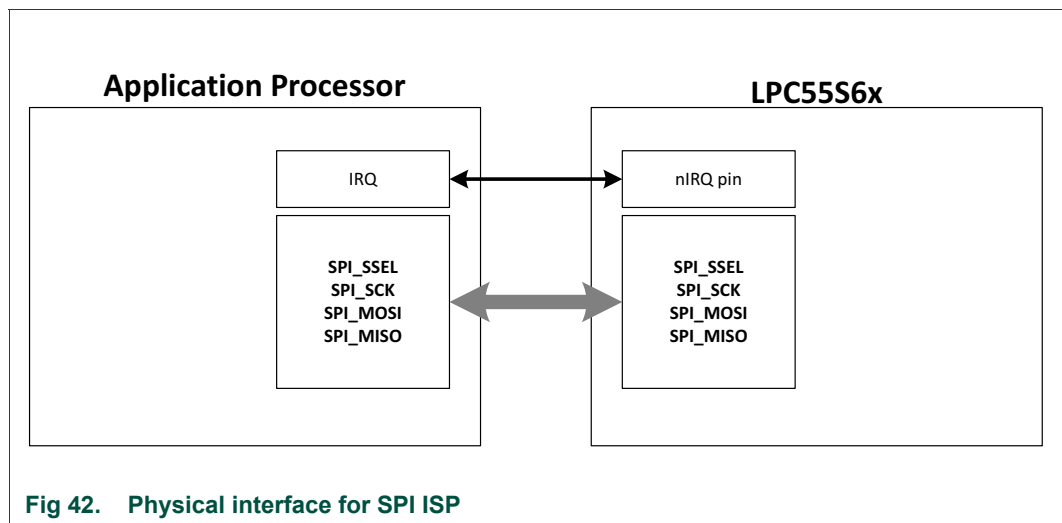 Application Processor
LPC55S6x
IRQ
nIRQ pin
SPI_SSEL
SPI_SCK
SPI_MOSI
SPI_MISO
SPI_SSEL
SPI_SCK
SPI_MOSI
SPI_MISO
Fig 42. Physical interface for SPI ISP